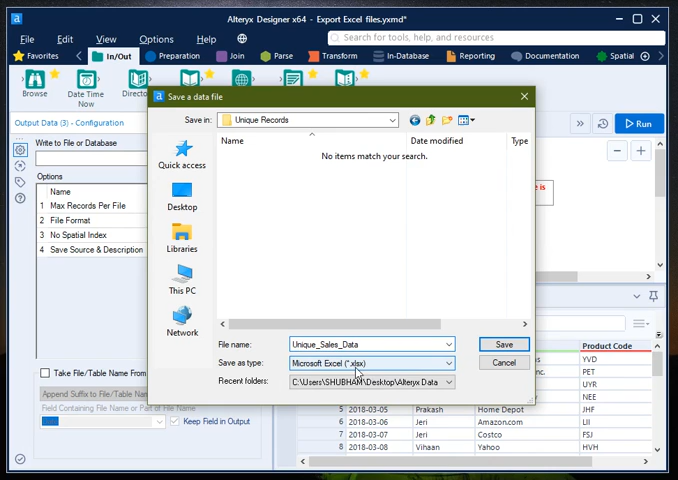 Alteryx Designer x64 - Export Excel files.yxmd*
File Edit View Options Help
Search for tools, help, resources, and more...
Favorites In/Out Preparation Join Parse Transform In-Database Reporting Documentation Spatial
Browse
Date Time
Now
Output Data (3) - Configuration
Run
Write to File or Database
Options
Name
1 Max Records Per File
2 File Format
3 No Spatial Index
4 Save Source & Description
Take File/Table Name From
Append Suffix to File/Table Name
Field Containing File Name or Part of File Name
Keep Field in Output
Save a data file
Save in: Unique Records
Name Date modified Type
No items match your search.
Quick access
Desktop
Libraries
This PC
Network
File name: Unique_Sales_Data Save
Save as type: Microsoft Excel (*.xlsx) Cancel
Recent folders: C:\Users\SHUBHAM\Desktop\Alteryx Data
e is
Product Code
YVD
PET
UYR
NEE
5 2018-03-05 Prakash Home Depot JHF
6 2018-03-06 Jeri Amazon.com LII
7 2018-03-07 Jeri Costco FSJ
8 2018-03-08 Vihaan Yahoo HVH